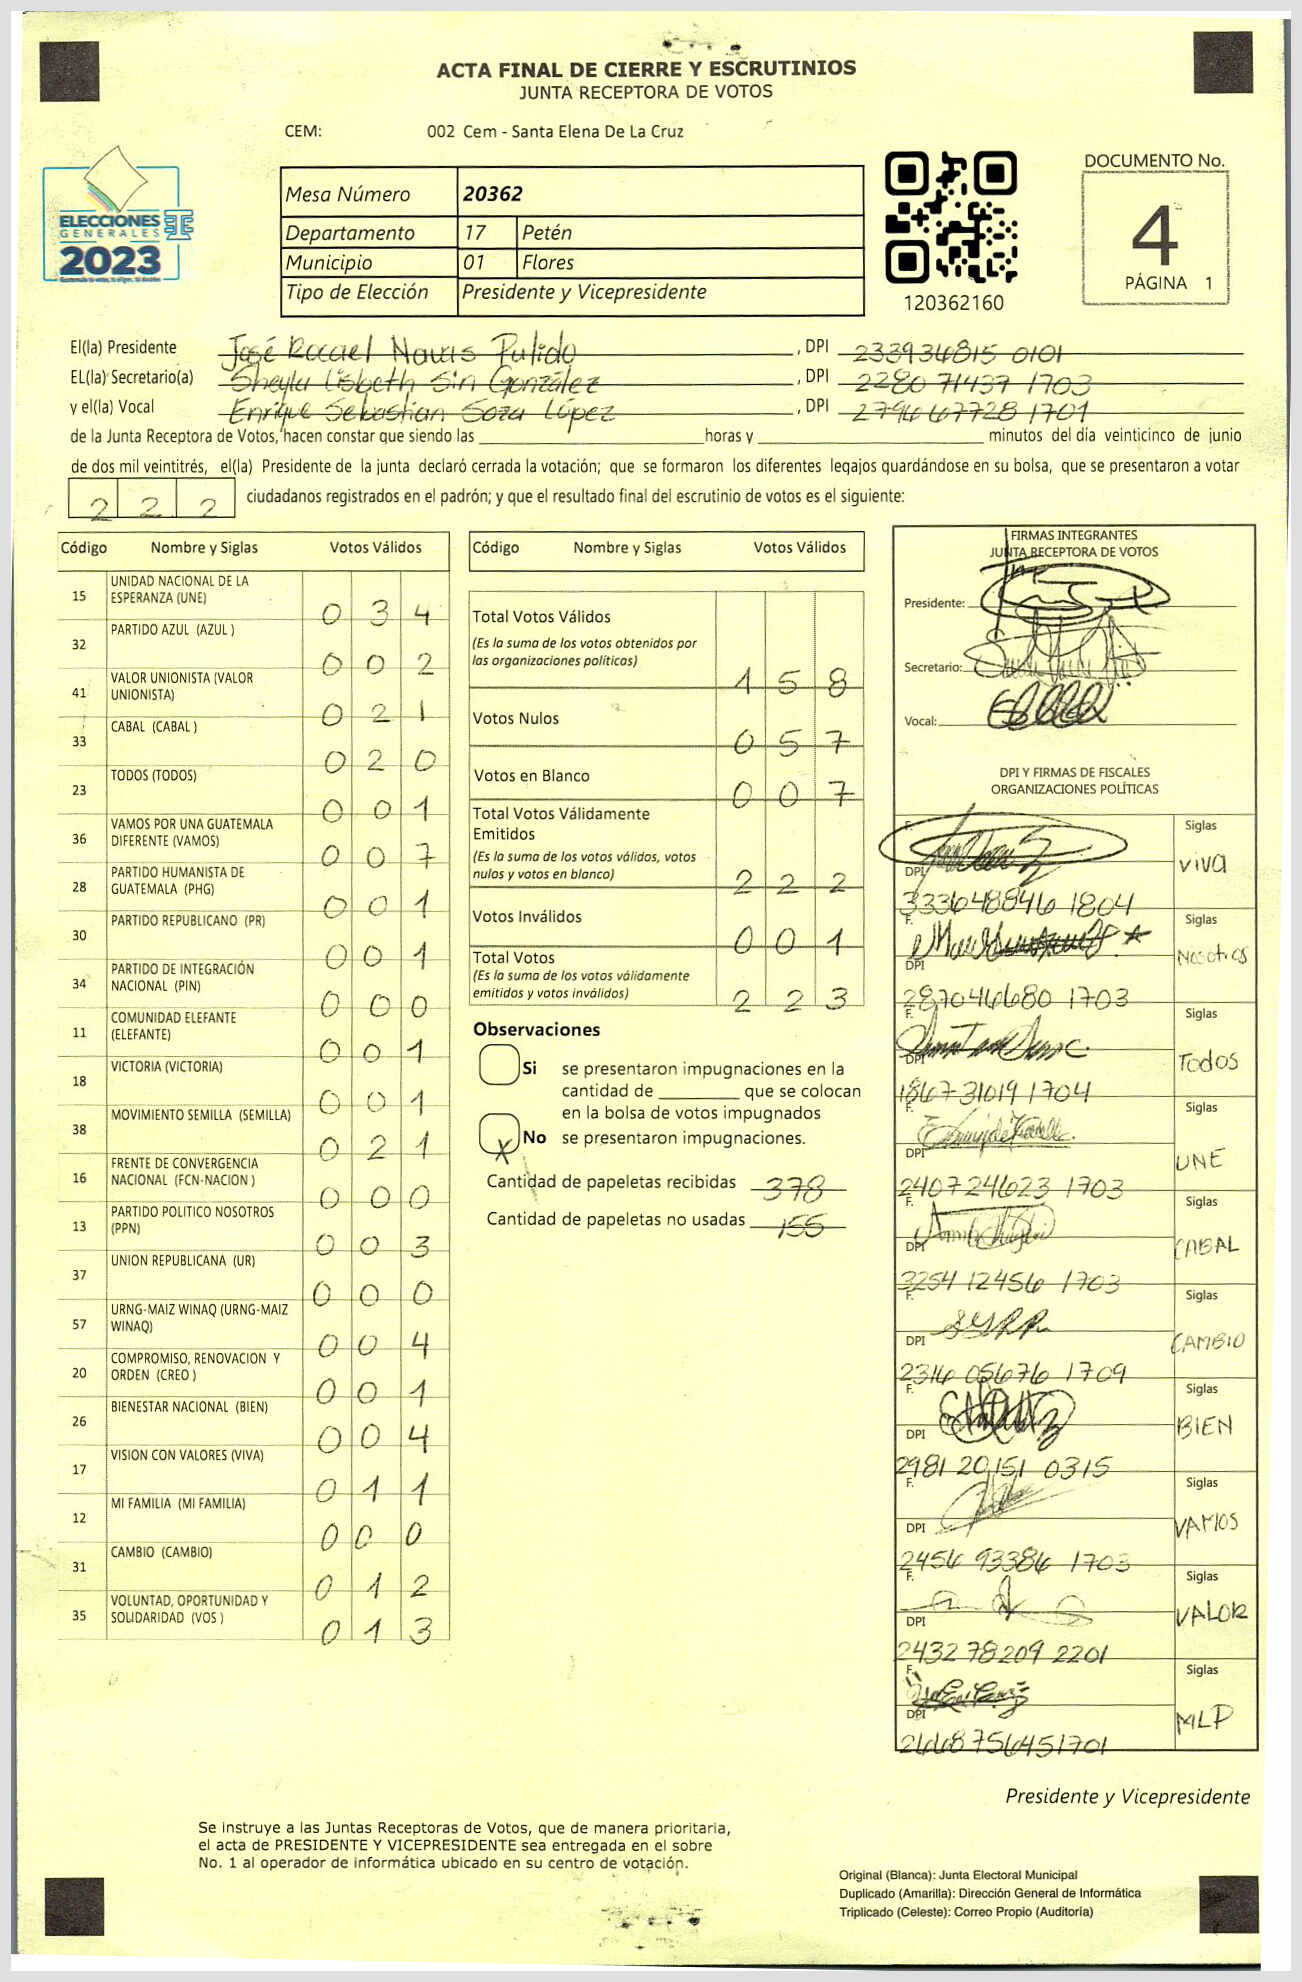 ACTA FINAL DE CIERRE Y ESCRUTINIOS
JUNTA RECEPTORA DE VOTOS
CEM: 002 Cem - Santa Elena De La Cruz
ELECCIONES
GENERALES
2023
Mesa Número 20362
Departamento 17 Petén
Municipio 01 Flores
Tipo de Elección Presidente y Vicepresidente
120362160
DOCUMENTO No.
4
PÁGINA 1
El(la) Presidente José Rafael Navas Pulido, DPI 233934815 0101
EL(la) Secretario(a) Sheyla Lisbeth Sin González, DPI 2280 71437 1703
y el(la) Vocal Enrique Sebastian Soza López, DPI 2794 67728 1701
de la Junta Receptora de Votos, hacen constar que siendo las horas y minutos del día veinticinco de junio
de dos mil veintitrés, el(la) Presidente de la junta declaró cerrada la votación; que se formaron los diferentes legajos guardándose en su bolsa, que se presentaron a votar
2 2 2 ciudadanos registrados en el padrón; y que el resultado final del escrutinio de votos es el siguiente:
Código Nombre y Siglas Votos Válidos
15 UNIDAD NACIONAL DE LA ESPERANZA (UNE) 0 3 4
32 PARTIDO AZUL (AZUL ) 0 0 2
41 VALOR UNIONISTA (VALOR UNIONISTA) 0 2 1
33 CABAL (CABAL ) 0 2 0
23 TODOS (TODOS) 0 0 1
36 VAMOS POR UNA GUATEMALA DIFERENTE (VAMOS) 0 0 7
28 PARTIDO HUMANISTA DE GUATEMALA (PHG) 0 0 1
30 PARTIDO REPUBLICANO (PR) 0 0 1
34 PARTIDO DE INTEGRACIÓN NACIONAL (PIN) 0 0 0
11 COMUNIDAD ELEFANTE (ELEFANTE) 0 0 1
18 VICTORIA (VICTORIA) 0 0 1
38 MOVIMIENTO SEMILLA (SEMILLA) 0 2 1
16 FRENTE DE CONVERGENCIA NACIONAL (FCN-NACION ) 0 0 0
13 PARTIDO POLITICO NOSOTROS (PPN) 0 0 3
37 UNION REPUBLICANA (UR) 0 0 0
57 URNG-MAIZ WINAQ (URNG-MAIZ WINAQ) 0 0 4
20 COMPROMISO, RENOVACION Y ORDEN (CREO ) 0 0 1
26 BIENESTAR NACIONAL (BIEN) 0 0 4
17 VISION CON VALORES (VIVA) 0 1 1
12 MI FAMILIA (MI FAMILIA) 0 0 0
31 CAMBIO (CAMBIO) 0 1 2
35 VOLUNTAD, OPORTUNIDAD Y SOLIDARIDAD (VOS ) 0 1 3
Código Nombre y Siglas Votos Válidos
Total Votos Válidos
(Es la suma de los votos obtenidos por
las organizaciones políticas) 1 5 8
Votos Nulos 0 5 7
Votos en Blanco 0 0 7
Total Votos Válidamente
Emitidos
(Es la suma de los votos válidos, votos
nulos y votos en blanco) 2 2 2
Votos Inválidos 0 0 1
Total Votos
(Es la suma de los votos válidamente
emitidos y votos inválidos) 2 2 3
Observaciones
Si se presentaron impugnaciones en la
cantidad de ________ que se colocan
en la bolsa de votos impugnados
X No se presentaron impugnaciones.
Cantidad de papeletas recibidas 378
Cantidad de papeletas no usadas 155
FIRMAS INTEGRANTES
JUNTA RECEPTORA DE VOTOS
Presidente:
Secretario:
Vocal:
DPI Y FIRMAS DE FISCALES
ORGANIZACIONES POLÍTICAS
F. Siglas
DPI viva
333648846 1804
F. Siglas
DPI Nosotros
287046680 1703
F. Siglas
DPI Todos
1867 31019 1704
F. Siglas
DPI UNE
2407 24623 1703
F. Siglas
DPI CABAL
3254 12456 1703
F. Siglas
DPI CAMBIO
2316 05676 1709
F. Siglas
DPI BIEN
2981 20151 0315
F. Siglas
DPI VAMOS
2456 93386 1703
F. Siglas
DPI VALOR
2432 78209 2201
F. Siglas
DPI MLP
2668 75645 1701
Presidente y Vicepresidente
Se instruye a las Juntas Receptoras de Votos, que de manera prioritaria,
el acta de PRESIDENTE Y VICEPRESIDENTE sea entregada en el sobre
No. 1 al operador de informática ubicado en su centro de votación.
Original (Blanca): Junta Electoral Municipal
Duplicado (Amarilla): Dirección General de Informática
Triplicado (Celeste): Correo Propio (Auditoría)